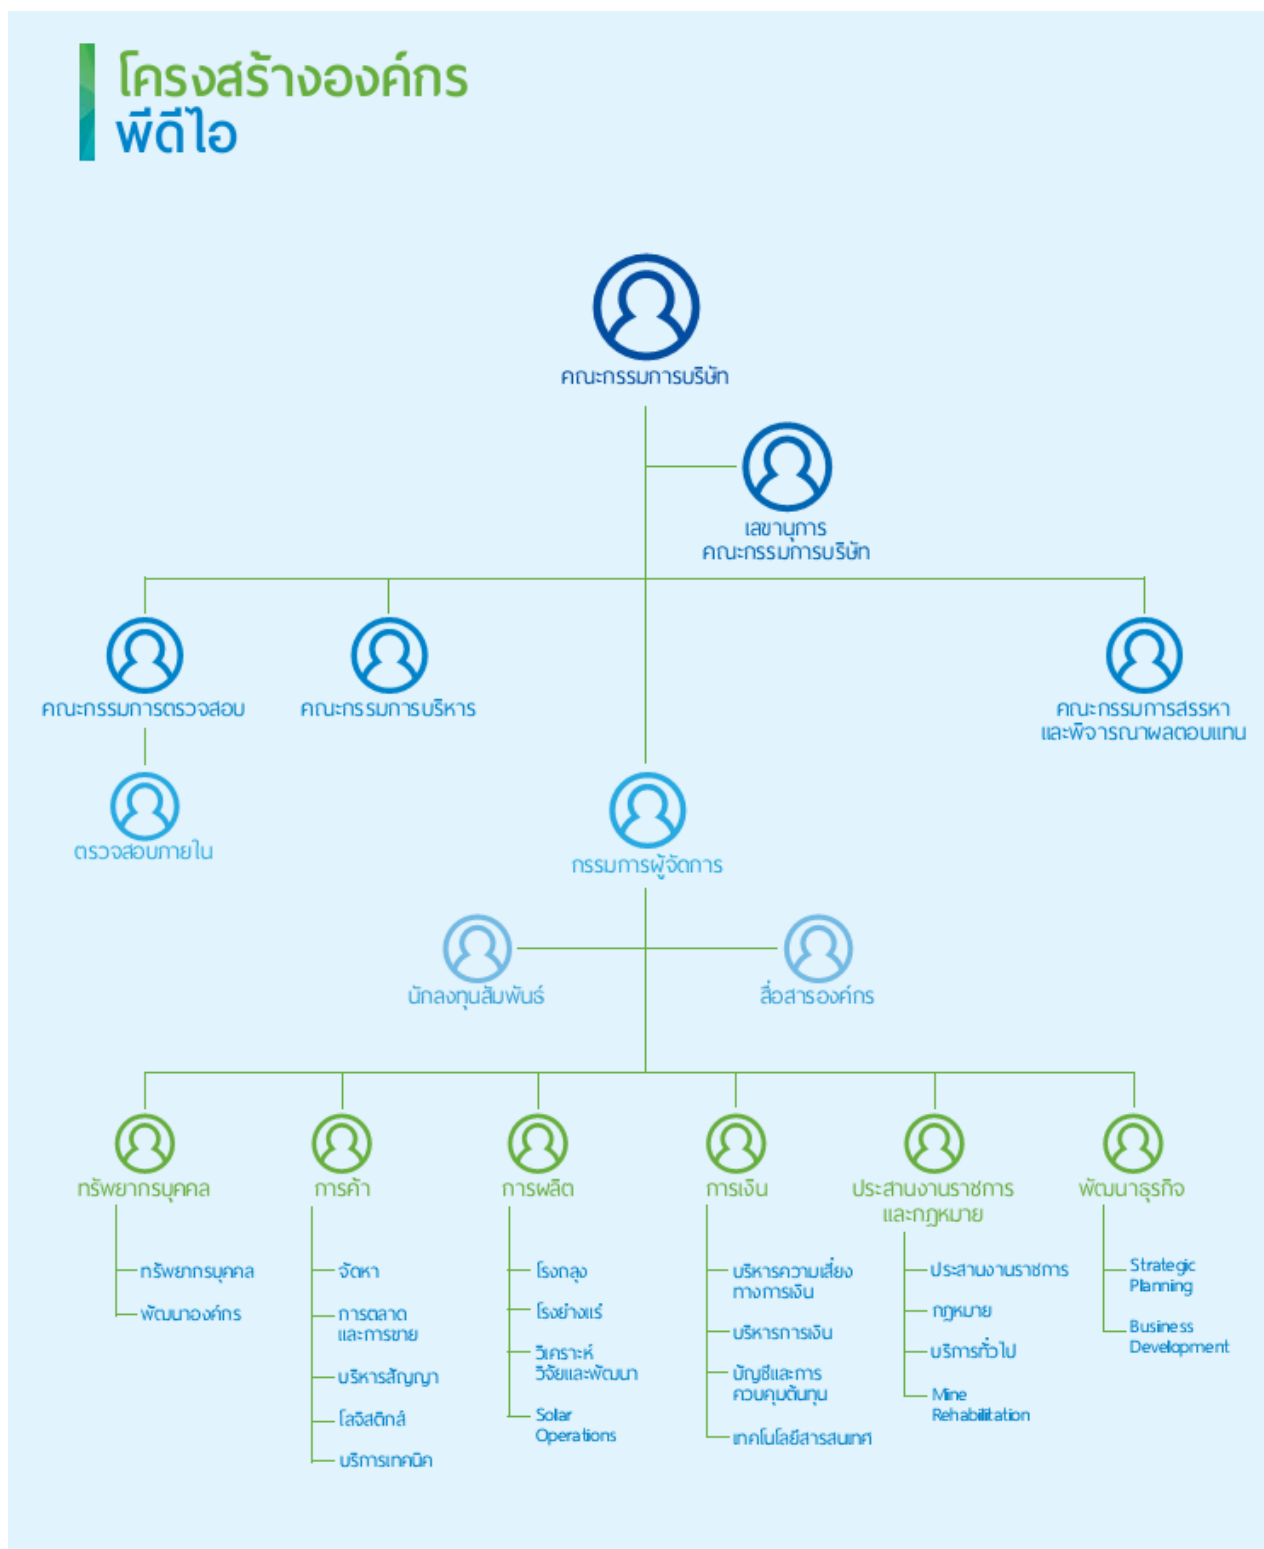 โครงสร้างองค์กร
พีดีไอ
คณะกรรมการบริษัท
เลขานุการ
คณะกรรมการบริษัท
คณะกรรมการตรวจสอบ
คณะกรรมการบริหาร
คณะกรรมการสรรหา
และพิจารณาผลตอบแทน
ตรวจสอบภายใน
กรรมการผู้จัดการ
นักลงทุนสัมพันธ์
สื่อสารองค์กร
ทรัพยากรบุคคล
ทรัพยากรบุคคล
พัฒนาองค์กร
การค้า
จัดหา
การตลาด
และการขาย
บริหารสัญญา
โลจิสติกส์
บริการเทคนิค
การผลิต
โรงถลุง
โรงย่างแร่
วิเคราะห์
วิจัยและพัฒนา
Solar
Operations
การเงิน
บริหารความเสี่ยง
ทางการเงิน
บริหารการเงิน
บัญชีและการ
ควบคุมต้นทุน
เทคโนโลยีสารสนเทศ
ประสานงานราชการ
และกฎหมาย
ประสานงานราชการ
กฎหมาย
บริการทั่วไป
Mine
Rehabilitation
พัฒนาธุรกิจ
Strategic
Planning
Business
Development